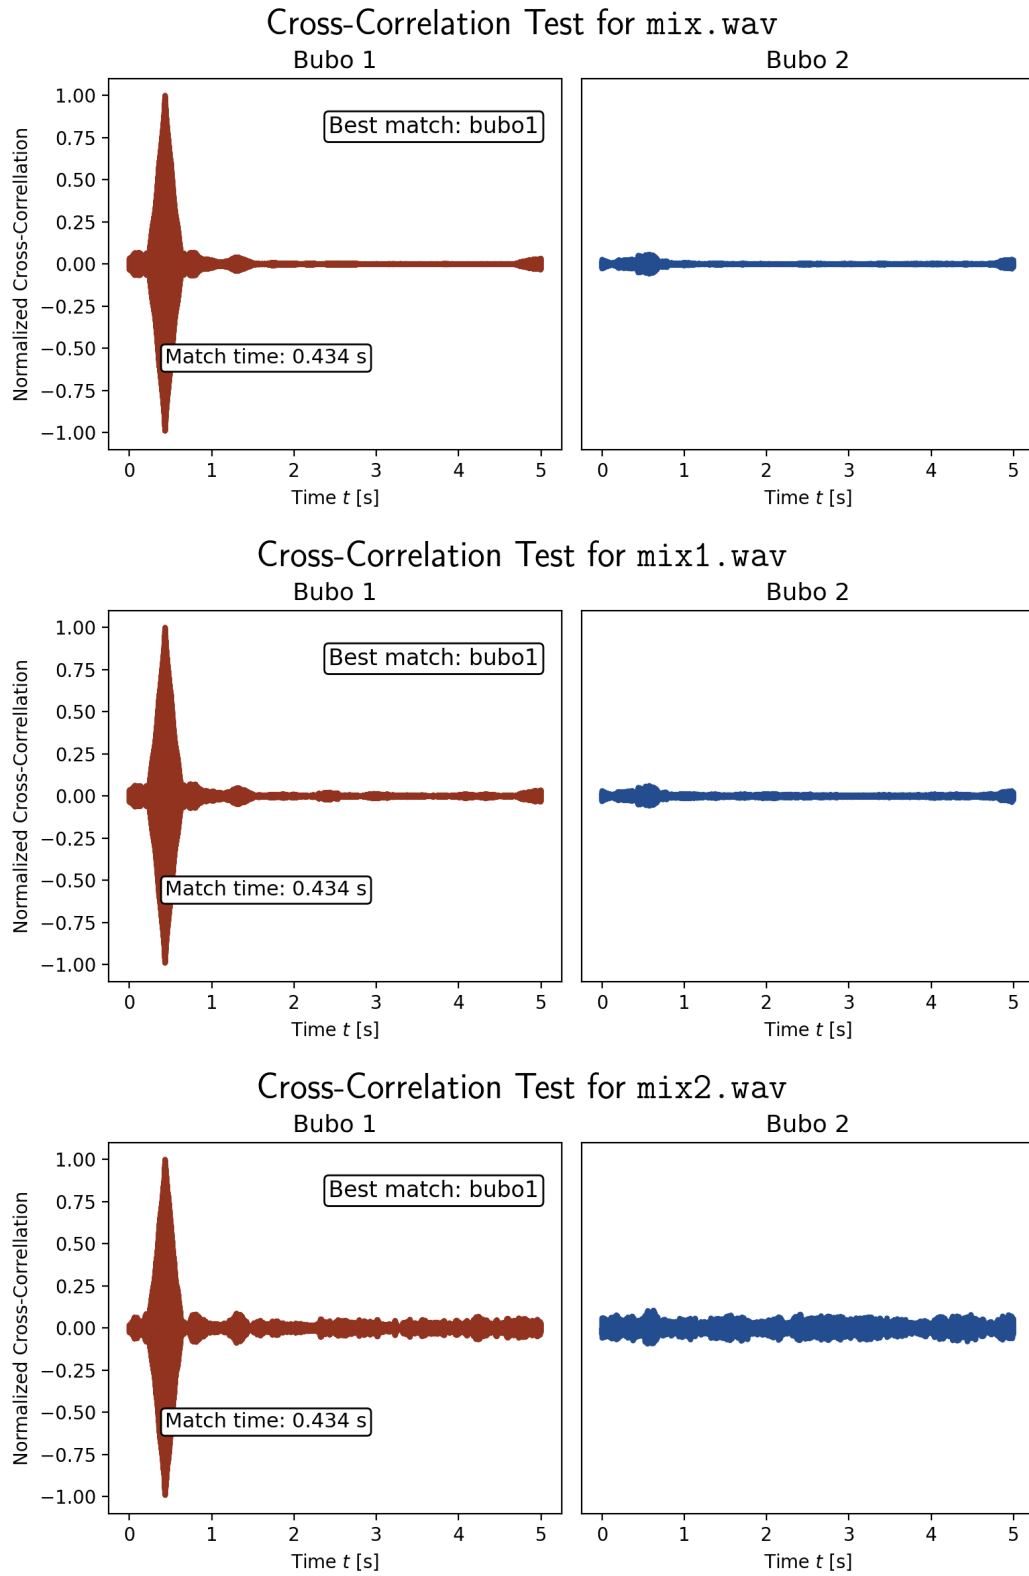 Cross-Correlation Test for mix.wav
Bubo 1
Bubo 2
Normalized Cross-Correllation
1.00
0.75
0.50
0.25
0.00
−0.25
−0.50
−0.75
−1.00
Best match: bubo1
Match time: 0.434 s
0 1 2 3 4 5
0 1 2 3 4 5
Time t [s]
Time t [s]
Cross-Correlation Test for mix1.wav
Bubo 1
Bubo 2
Normalized Cross-Correllation
1.00
0.75
0.50
0.25
0.00
−0.25
−0.50
−0.75
−1.00
Best match: bubo1
Match time: 0.434 s
0 1 2 3 4 5
0 1 2 3 4 5
Time t [s]
Time t [s]
Cross-Correlation Test for mix2.wav
Bubo 1
Bubo 2
Normalized Cross-Correllation
1.00
0.75
0.50
0.25
0.00
−0.25
−0.50
−0.75
−1.00
Best match: bubo1
Match time: 0.434 s
0 1 2 3 4 5
0 1 2 3 4 5
Time t [s]
Time t [s]